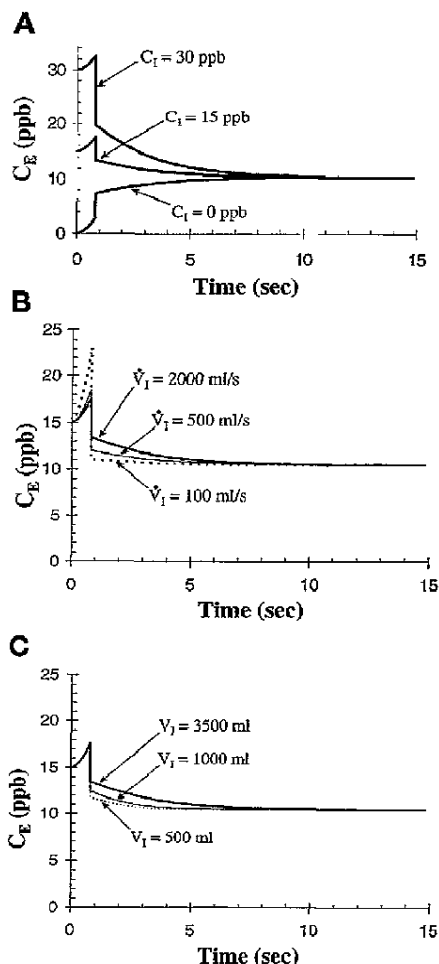 A
C_I = 30 ppb
C_I = 15 ppb
C_I = 0 ppb
C_E (ppb)
30
20
10
0
0
5
10
15
Time (sec)
B
V̇_I = 2000 ml/s
V̇_I = 500 ml/s
V̇_I = 100 ml/s
C_E (ppb)
25
20
15
10
5
0
0
5
10
15
Time (sec)
C
V_I = 3500 ml
V_I = 1000 ml
V_I = 500 ml
C_E (ppb)
25
20
15
10
5
0
0
5
10
15
Time (sec)